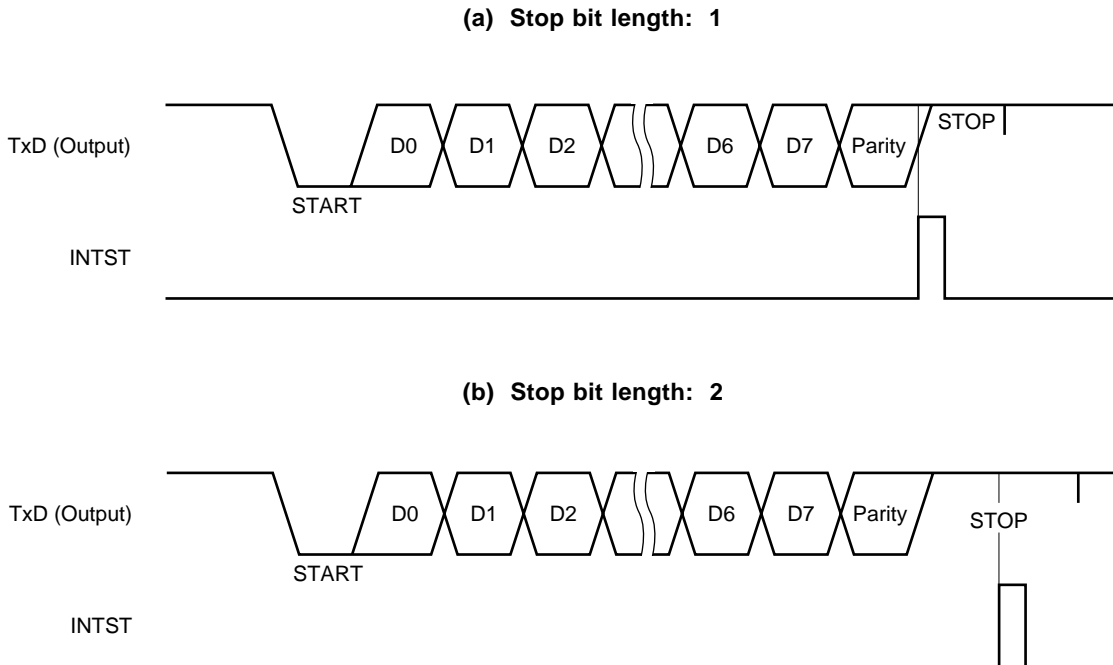 (a) Stop bit length: 1
TxD (Output)
D0 D1 D2 D6 D7 Parity STOP
START
INTST
(b) Stop bit length: 2
TxD (Output)
D0 D1 D2 D6 D7 Parity STOP
START
INTST